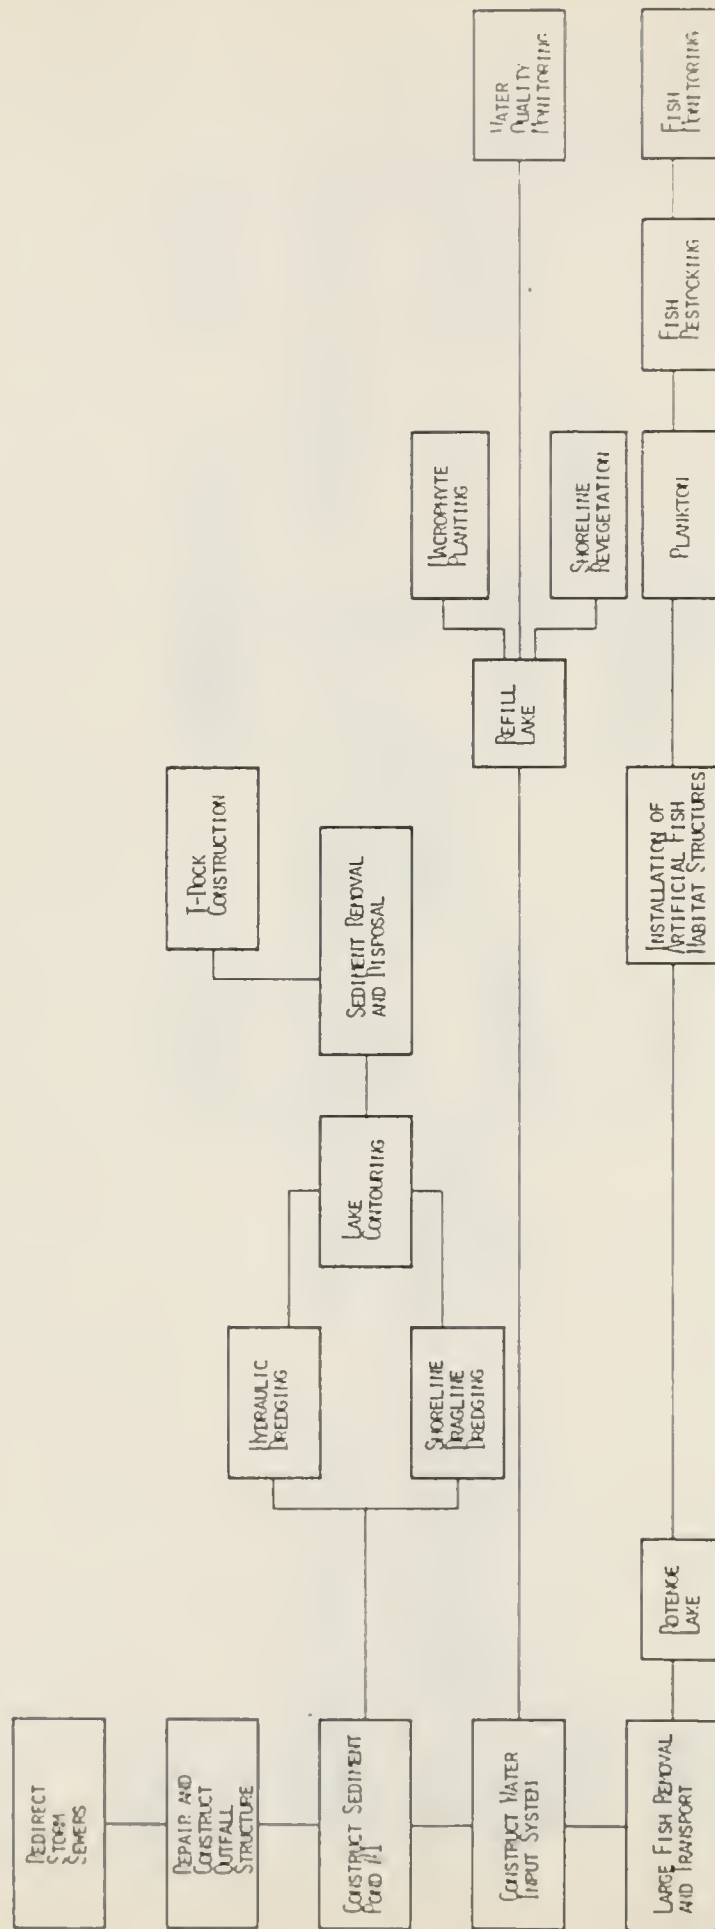 REDIRECT
STORM
SEWERS
REPAIR AND
CONSTRUCT
OUTFALL
STRUCTURE
T-DOCK
CONSTRUCTION
HYDRAULIC
DREDGING
CONSTRUCT SEDIMENT
POND
LAKE
CONTOURING
SEDIMENT REMOVAL
AND DISPOSAL
SHORELINE
DRAGLINE
DREDGING
MACROPHYTE
PLANTING
CONSTRUCT WATER
INPUT SYSTEM
REFILL
LAKE
WATER
QUALITY
MONITORING
SHORELINE
REVEGETATION
LARGE FISH REMOVAL
AND TRANSPORT
ROTENOE
LAKE
INSTALLATION OF
ARTIFICIAL FISH
HABITAT STRUCTURES
PLANKTON
FISH
RESTOCKING
FISH
MONITORING